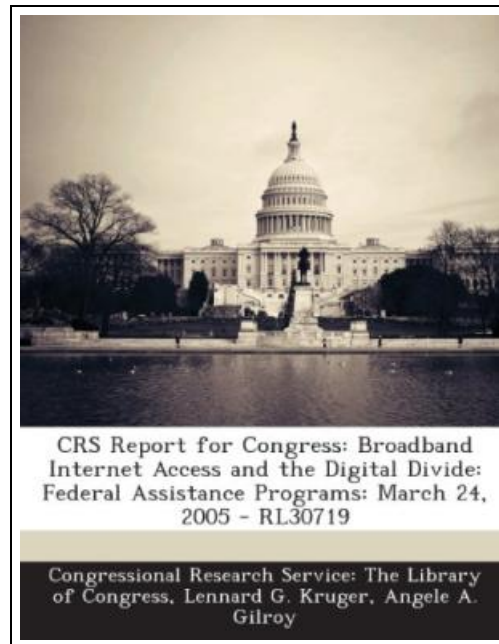 CRS Report for Congress: Broadband
Internet Access and the Digital Divide:
Federal Assistance Programs: March 24,
2005 - RL30719
Congressional Research Service: The Library
of Congress, Lennard G. Kruger, Angele A.
Gilroy